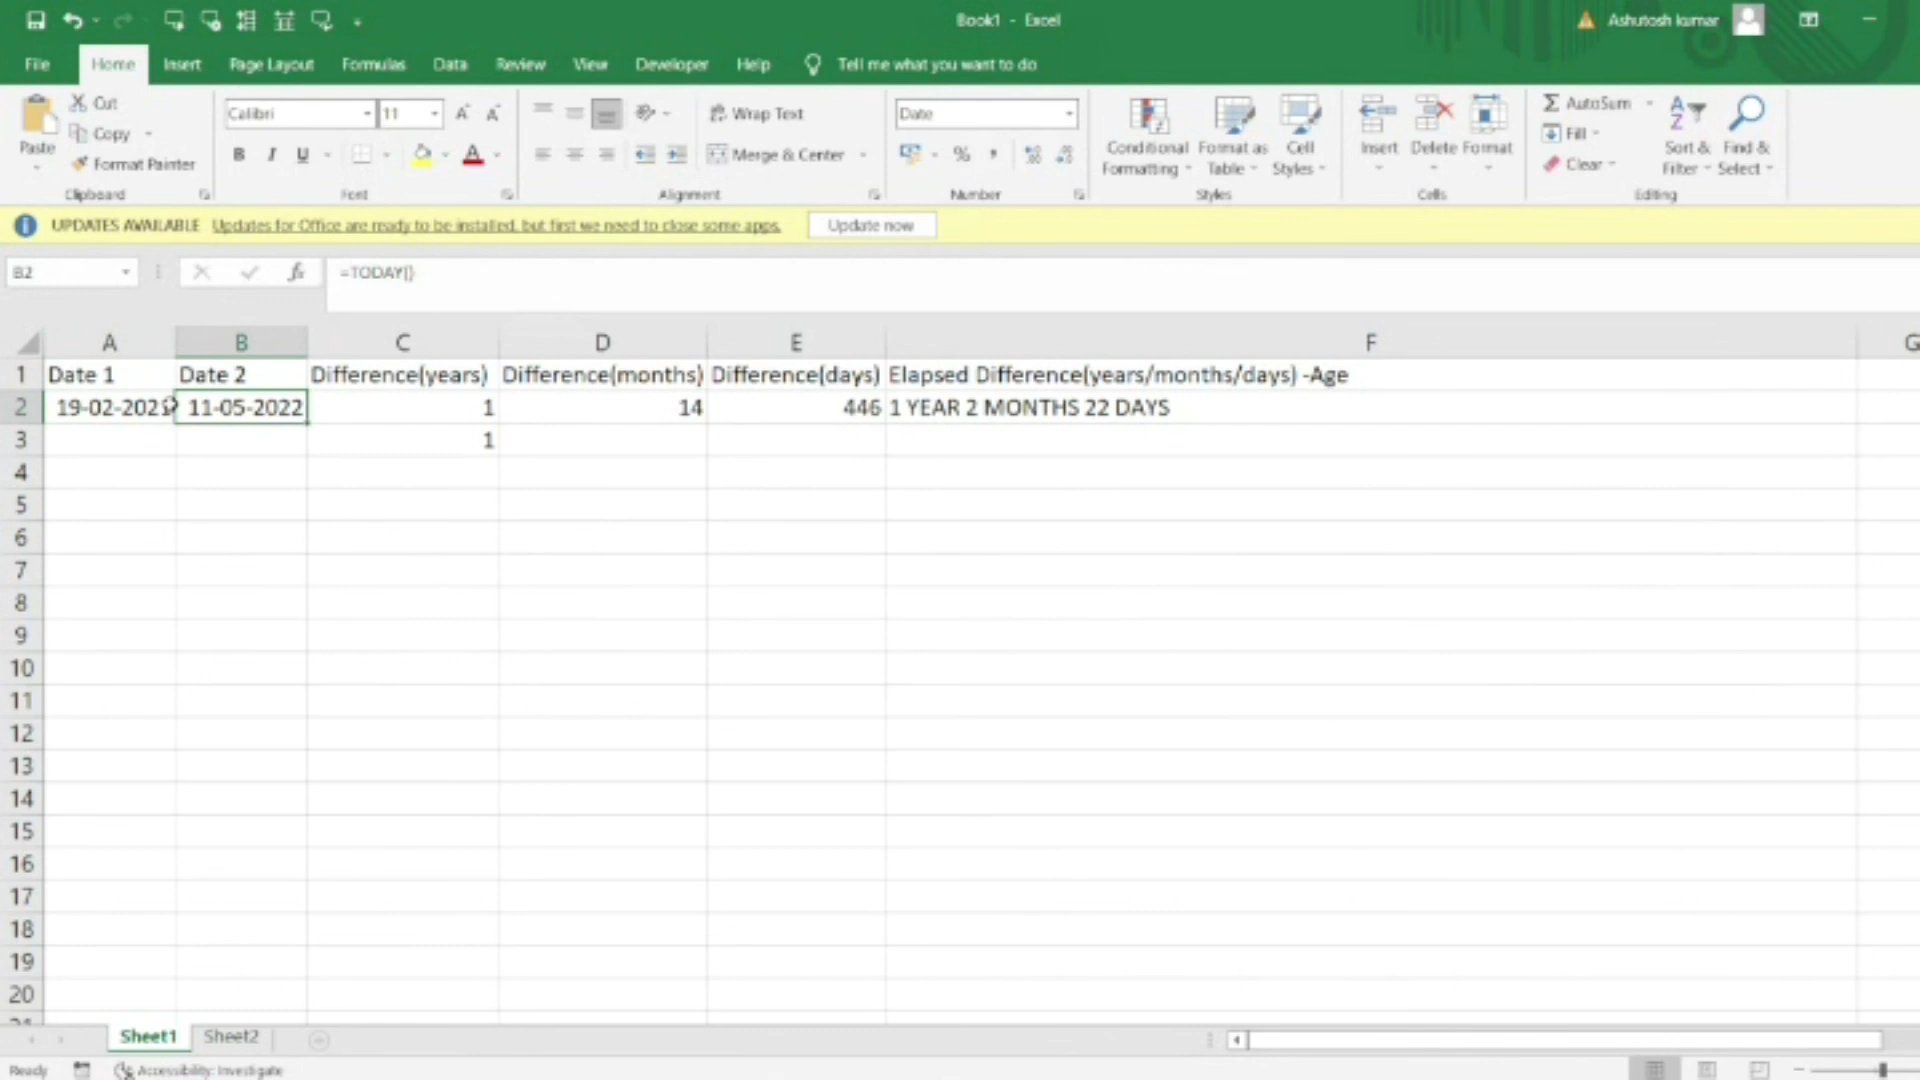 Book1 - Excel
Ashutosh kumar
File Home Insert Page Layout Formulas Data Review View Developer Help Tell me what you want to do
Cut
Copy
Format Painter
Paste
Clipboard
Calibri 11
B I U A
Font
Wrap Text
Merge & Center
Alignment
Date
% ,
Number
Conditional Formatting
Format as Table
Cell Styles
Styles
Insert Delete Format
Cells
AutoSum
Fill
Clear
Sort & Filter
Find & Select
Editing
UPDATES AVAILABLE Updates for Office are ready to be installed, but first we need to close some apps. Update now
B2 fx =TODAY()
A B C D E F G
1 Date 1 Date 2 Difference(years) Difference(months) Difference(days) Elapsed Difference(years/months/days) -Age
2 19-02-2021 11-05-2022 1 14 446 1 YEAR 2 MONTHS 22 DAYS
3 1
4
5
6
7
8
9
10
11
12
13
14
15
16
17
18
19
20
Sheet1 Sheet2
Ready Accessibility: Investigate